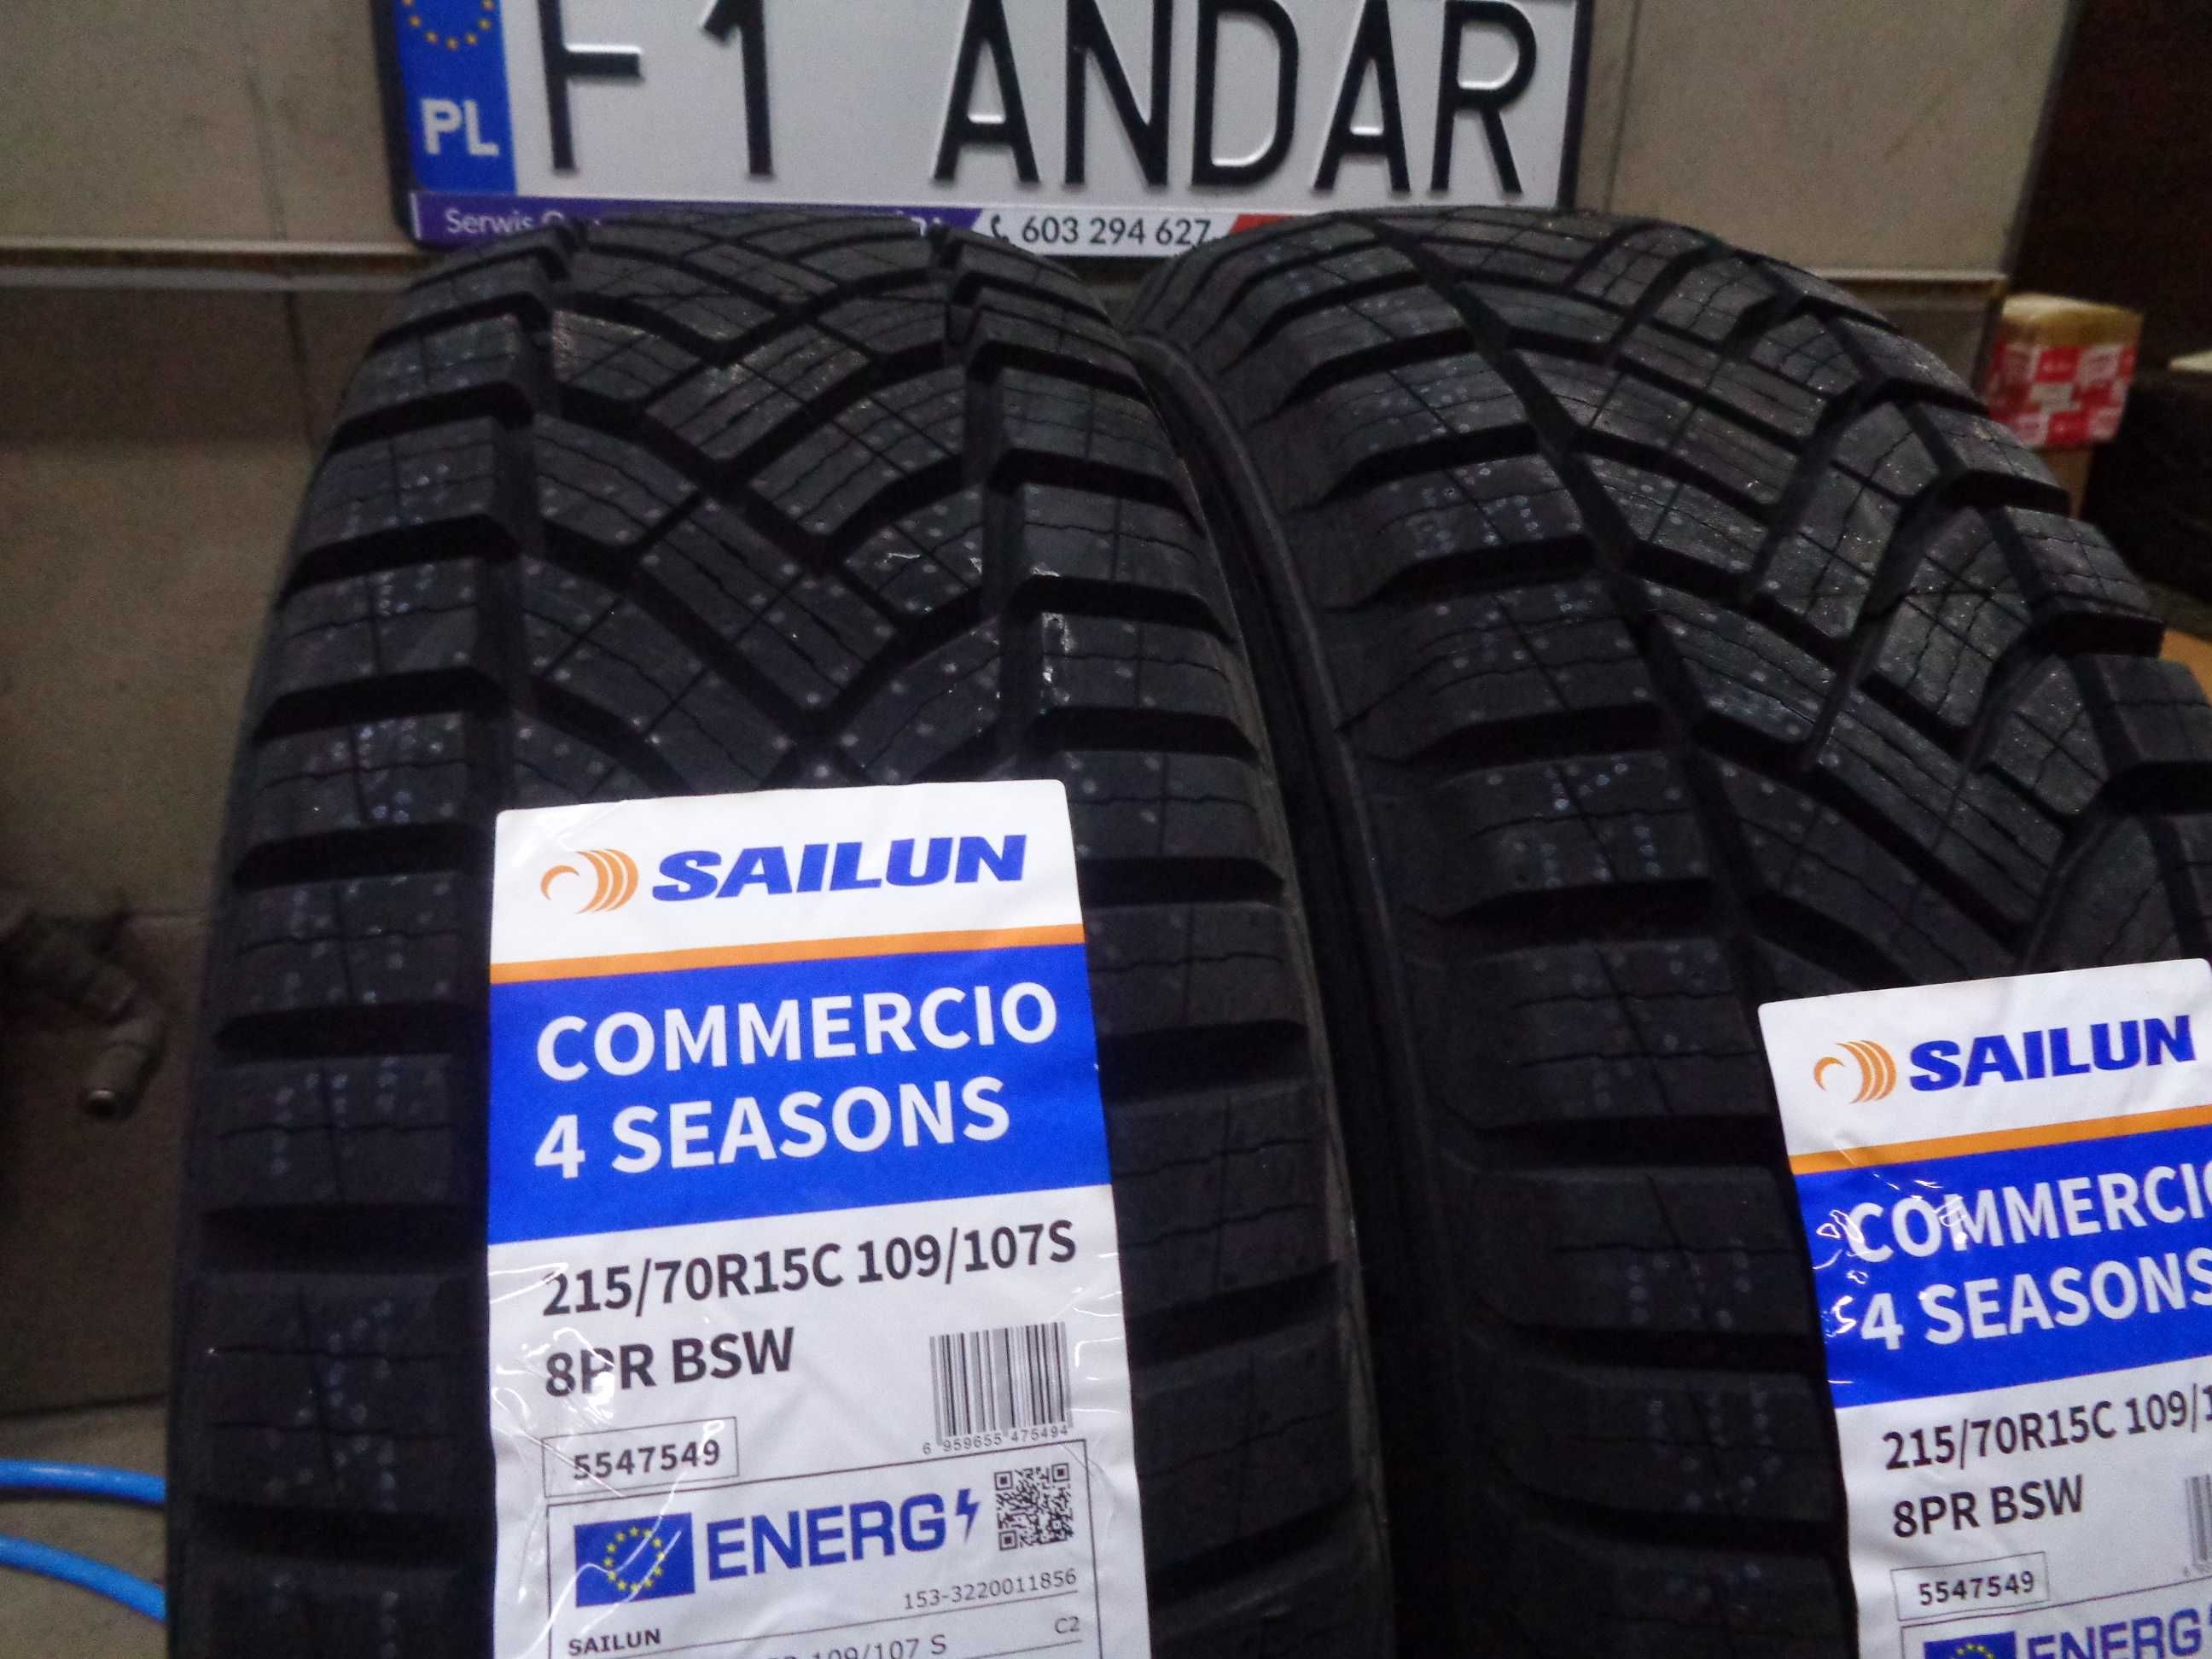 F1 ANDAR
PL
Serwis
603 294 627
SAILUN
COMMERCIO
4 SEASONS
215/70R15C 109/107S
8PR BSW
6 959655 475494
5547549
ENERG
153-3220011856
SAILUN
C2
109/107 S
SAILUN
COMMERCI
4 SEASONS
215/70R15C 109/1
8PR BSW
5547549
ENERG